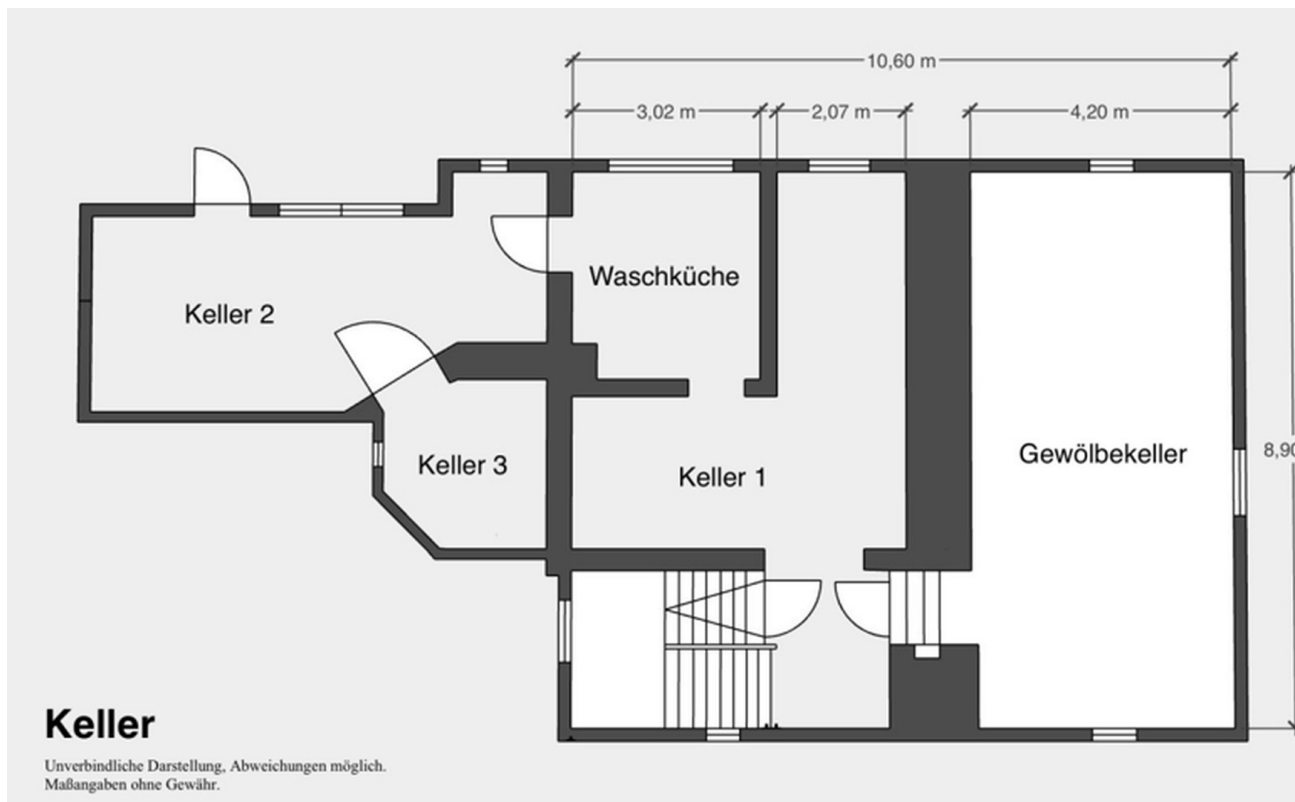 10,60 m
3,02 m
2,07 m
4,20 m
Waschküche
Keller 2
Gewölbekeller
8,90
Keller 3
Keller 1
Keller
Unverbindliche Darstellung, Abweichungen möglich.
Maßangaben ohne Gewähr.